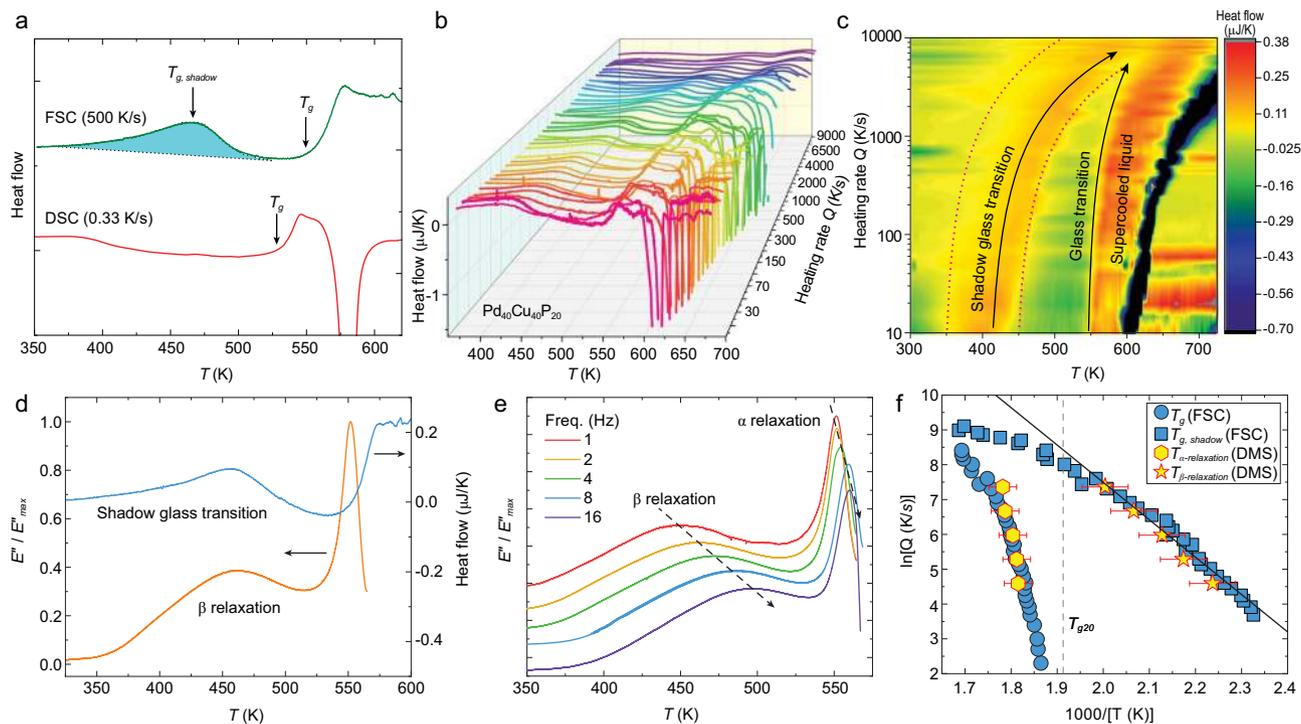 a
T_g, shadow
FSC (500 K/s)
T_g
DSC (0.33 K/s)
T_g
Heat flow
350 400 450 500 550 600
T (K)
b
Heat flow (μJ/K)
0
-1
Pd40Cu40P20
9000
6500
4000
2000
1000
500
300
150
70
30
Heating rate Q (K/s)
400 450 500 550 600 650 700
T (K)
c
Heat flow
(μJ/K)
Heating rate Q (K/s)
10000
1000
100
10
Shadow glass transition
Glass transition
Supercooled liquid
0.38
0.25
0.11
-0.025
-0.16
-0.29
-0.43
-0.56
-0.70
300 400 500 600 700
T (K)
d
E'' / E''max
1.0
0.8
0.6
0.4
0.2
0.0
Shadow glass transition
β relaxation
0.2
0.0
-0.2
-0.4
Heat flow (μJ/K)
350 400 450 500 550 600
T (K)
e
E'' / E''max
Freq. (Hz)
1
2
4
8
16
α relaxation
β relaxation
350 400 450 500 550
T (K)
f
ln[Q (K/s)]
10
9
8
7
6
5
4
3
2
T_g (FSC)
T_g, shadow (FSC)
T_α-relaxation (DMS)
T_β-relaxation (DMS)
T_g20
1.7 1.8 1.9 2.0 2.1 2.2 2.3 2.4
1000/[T (K)]